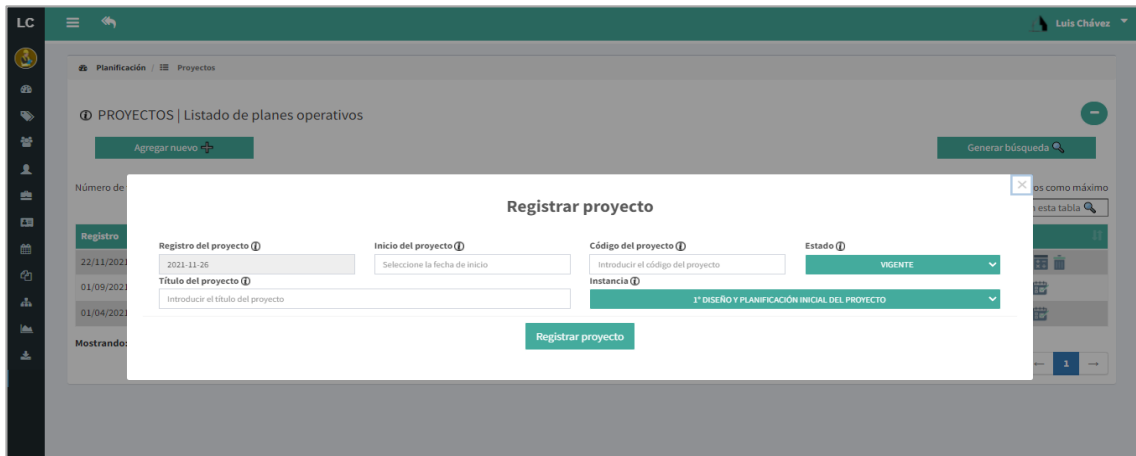 LC
Luis Chávez
Planificación / Proyectos
PROYECTOS | Listado de planes operativos
Agregar nuevo
Generar búsqueda
Número de
os como máximo
esta tabla
Registro
22/11/2021
01/09/2021
01/04/2021
Mostrando:
← 1 →
Registrar proyecto
Registro del proyecto
Inicio del proyecto
Código del proyecto
Estado
2021-11-26
Seleccione la fecha de inicio
Introducir el código del proyecto
VIGENTE
Título del proyecto
Instancia
Introducir el título del proyecto
1° DISEÑO Y PLANIFICACIÓN INICIAL DEL PROYECTO
Registrar proyecto